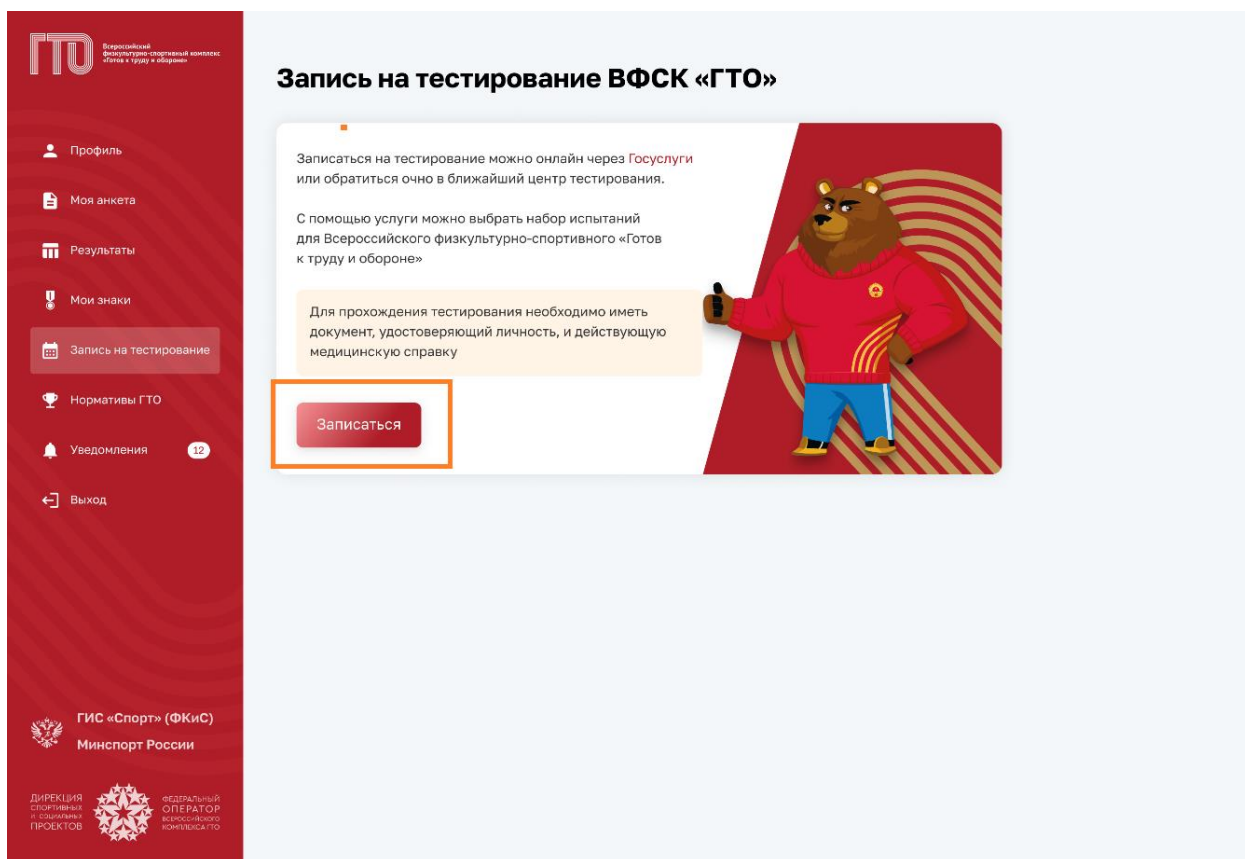 ГТО
Всероссийский
физкультурно-спортивный комплекс
«Готов к труду и обороне»
Профиль
Моя анкета
Результаты
Мои знаки
Запись на тестирование
Нормативы ГТО
Уведомления 12
Выход
ГИС «Спорт» (ФКиС)
Минспорт России
ДИРЕКЦИЯ
СПОРТИВНЫХ
И СОЦИАЛЬНЫХ
ПРОЕКТОВ
ФЕДЕРАЛЬНЫЙ
ОПЕРАТОР
ВСЕРОССИЙСКОГО
КОМПЛЕКСА ГТО
Запись на тестирование ВФСК «ГТО»
Записаться на тестирование можно онлайн через Госуслуги
или обратиться очно в ближайший центр тестирования.
С помощью услуги можно выбрать набор испытаний
для Всероссийского физкультурно-спортивного «Готов
к труду и обороне»
Для прохождения тестирования необходимо иметь
документ, удостоверяющий личность, и действующую
медицинскую справку
Записаться